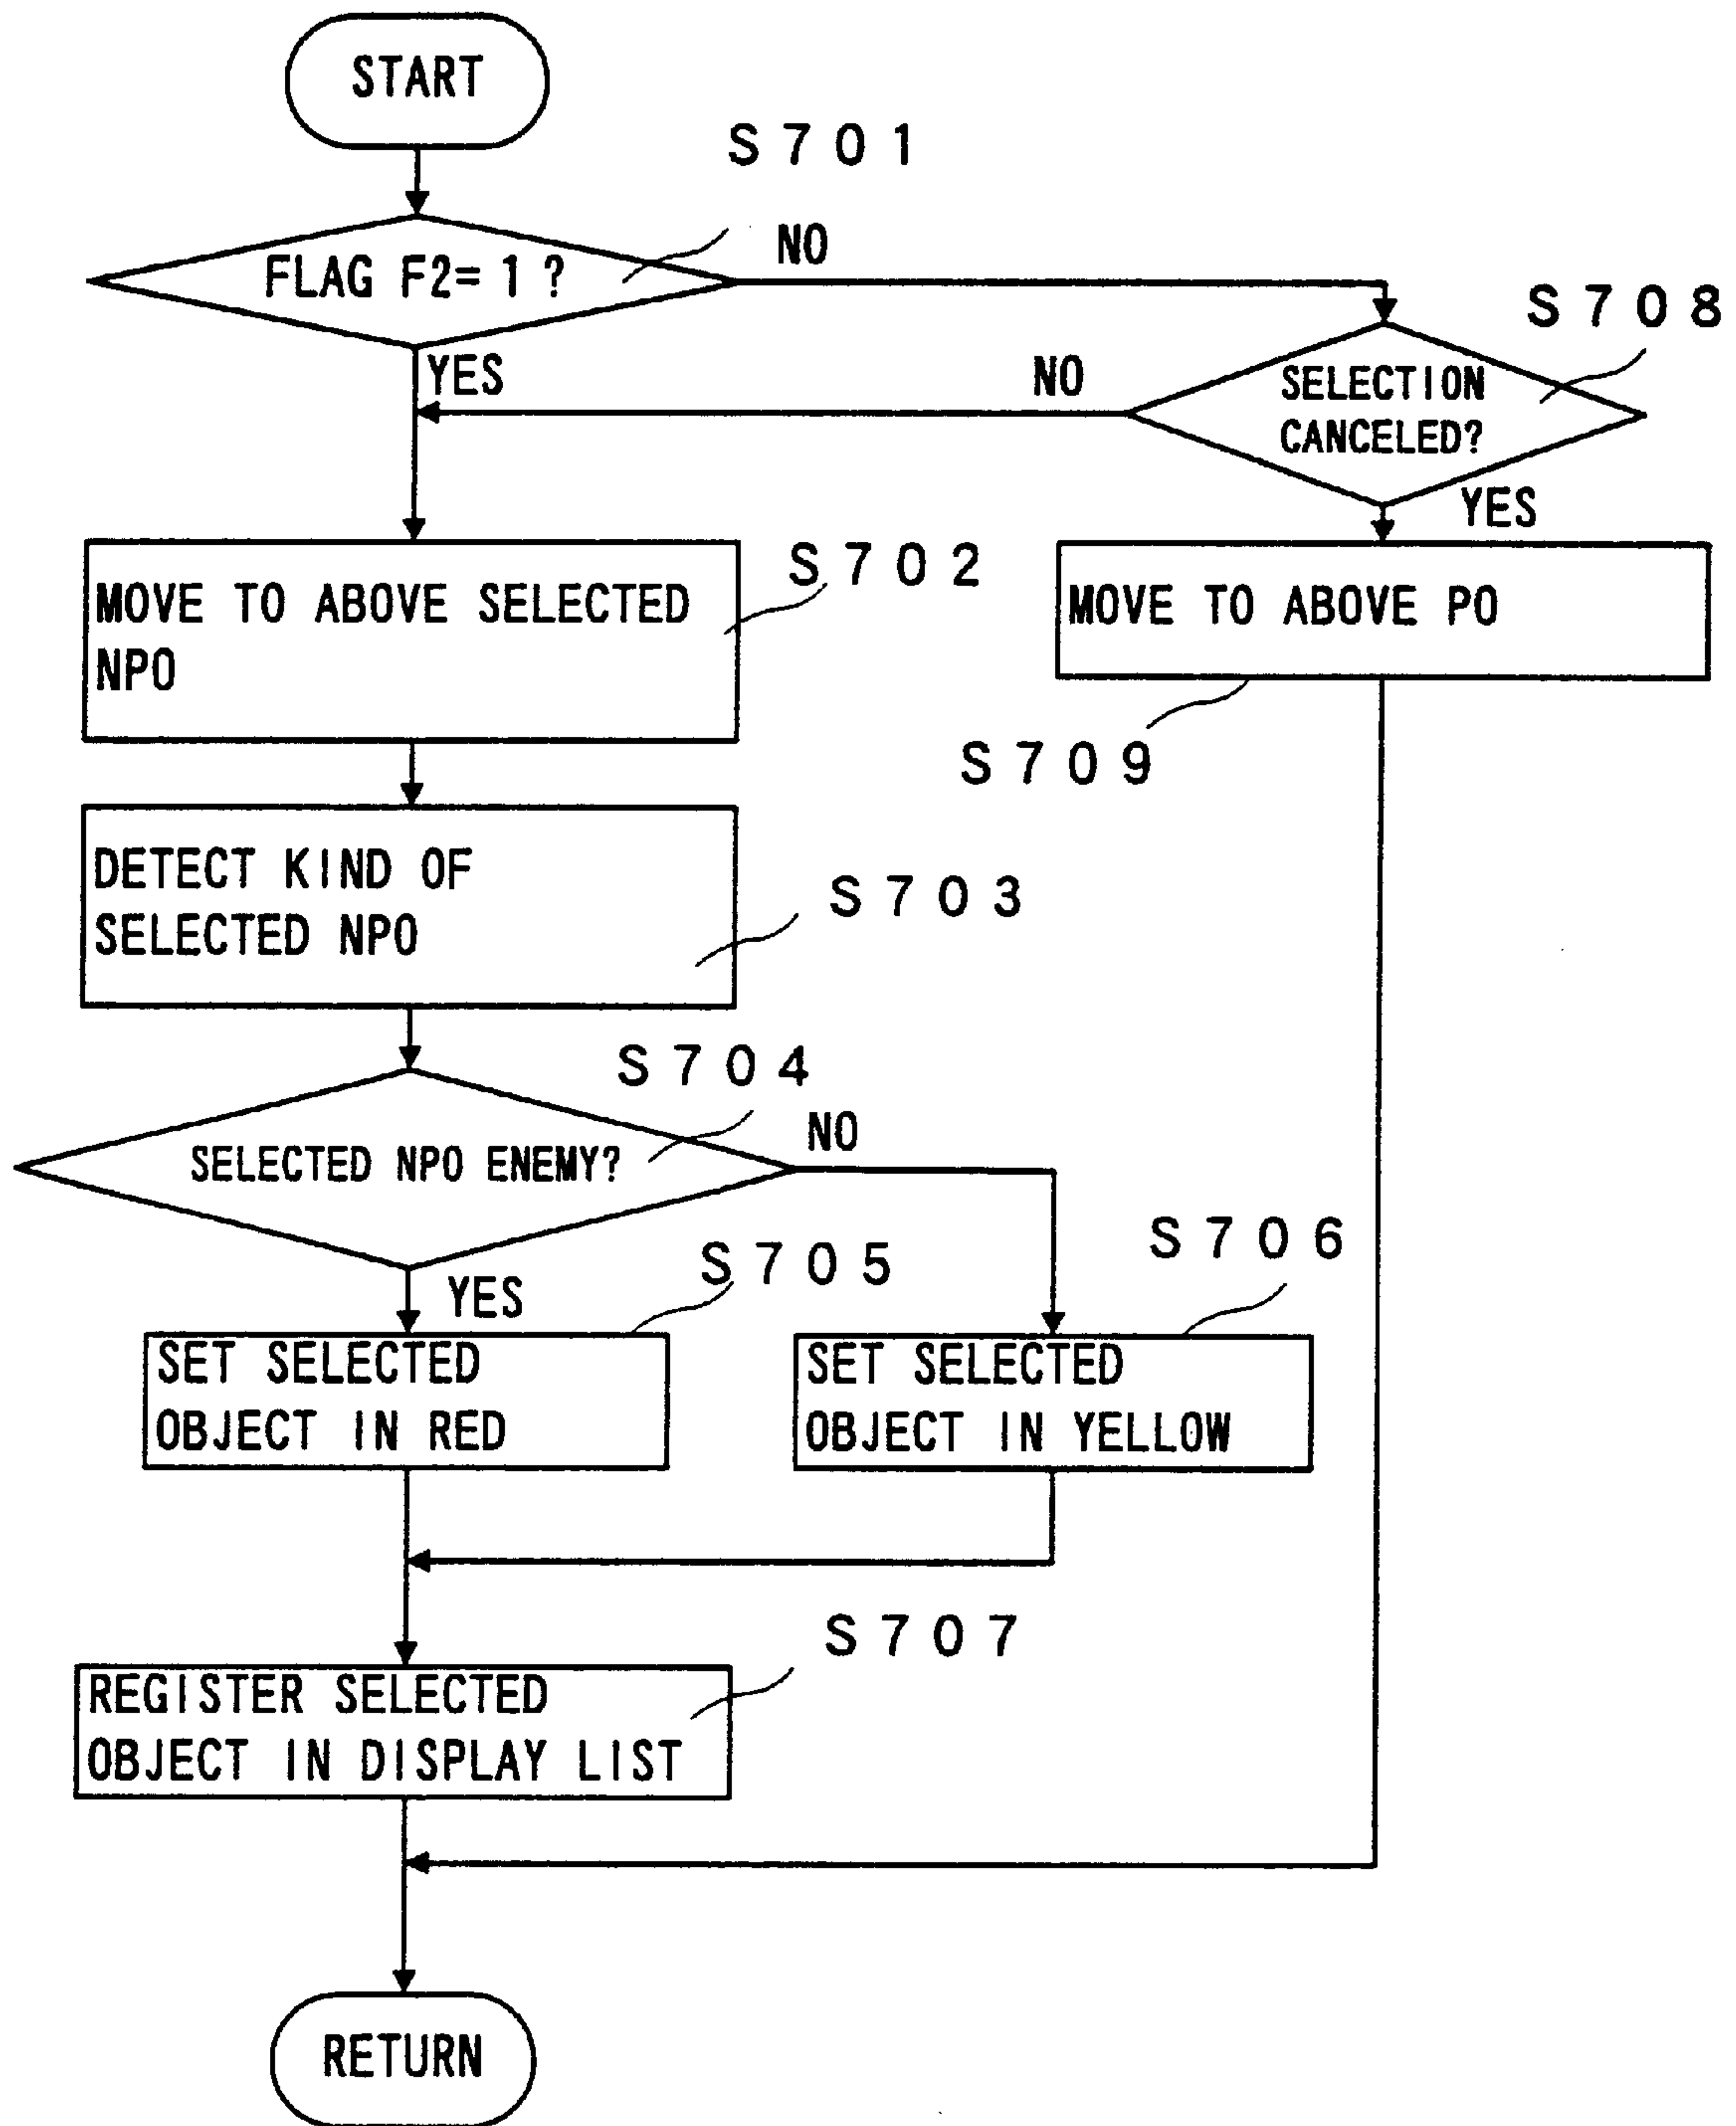 START
S701
FLAG F2=1?
NO
YES
S708
SELECTION
CANCELED?
NO
YES
S702
MOVE TO ABOVE SELECTED
NPO
MOVE TO ABOVE PO
S709
DETECT KIND OF
SELECTED NPO
S703
S704
SELECTED NPO ENEMY?
NO
YES
S705
SET SELECTED
OBJECT IN RED
S706
SET SELECTED
OBJECT IN YELLOW
S707
REGISTER SELECTED
OBJECT IN DISPLAY LIST
RETURN